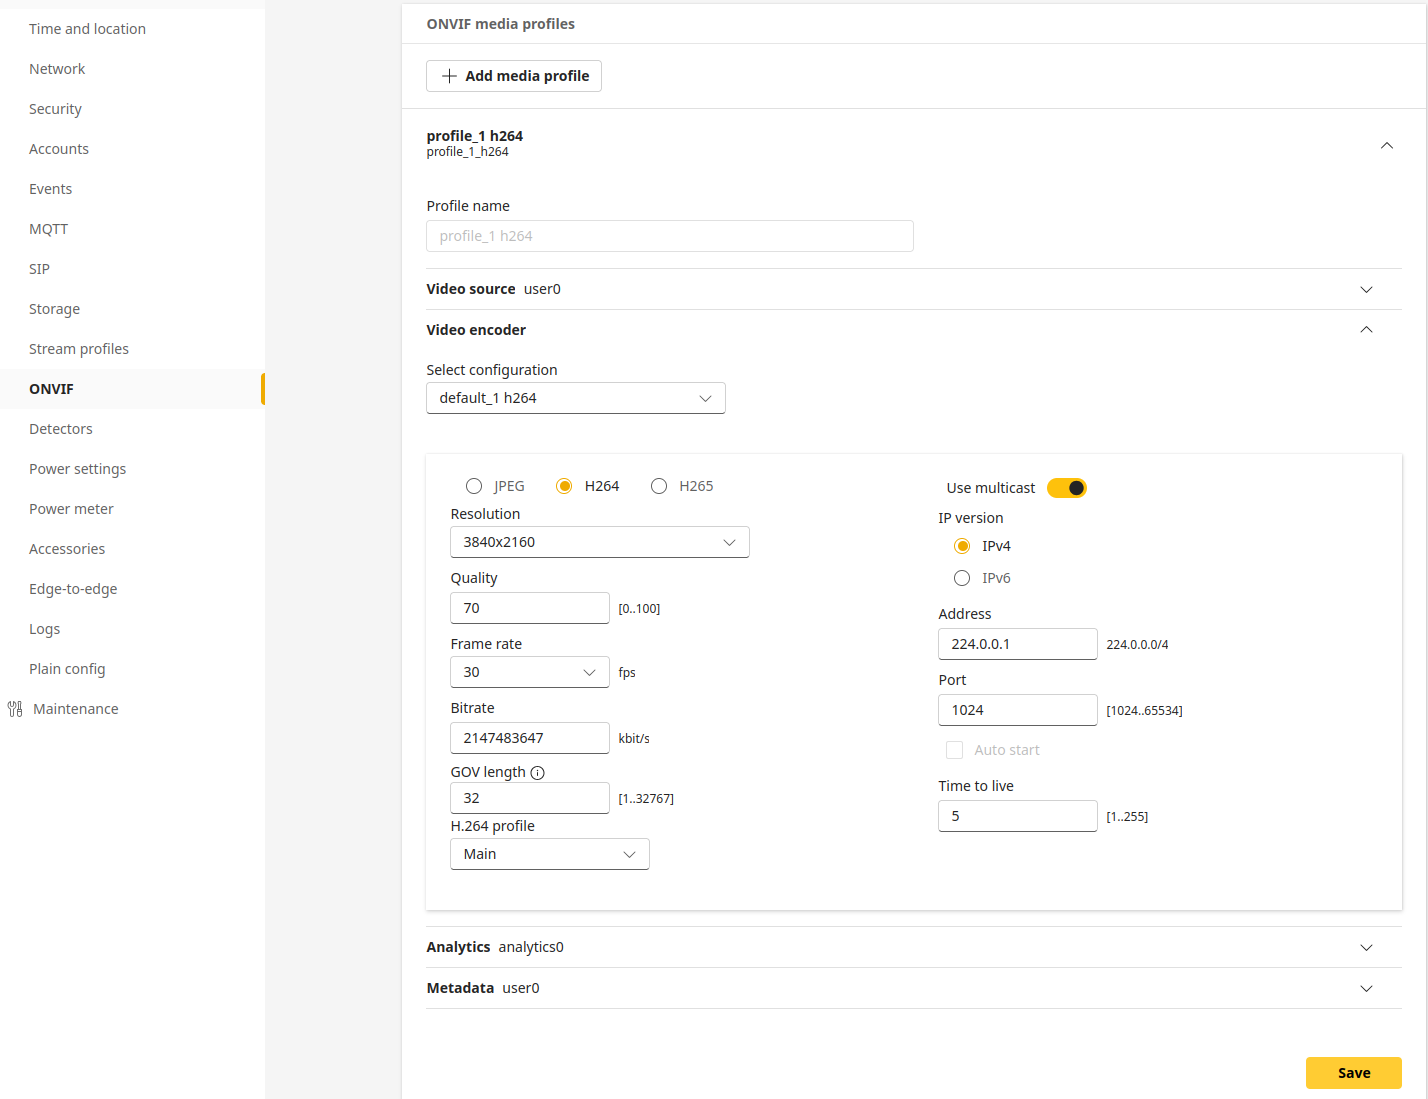 Time and location
Network
Security
Accounts
Events
MQTT
SIP
Storage
Stream profiles
ONVIF
Detectors
Power settings
Power meter
Accessories
Edge-to-edge
Logs
Plain config
Maintenance
ONVIF media profiles
Add media profile
profile_1 h264
profile_1_h264
Profile name
profile_1 h264
Video source user0
Video encoder
Select configuration
default_1 h264
JPEG H264 H265
Resolution
3840x2160
Quality
70 [0..100]
Frame rate
30 fps
Bitrate
2147483647 kbit/s
GOV length
32 [1..32767]
H.264 profile
Main
Use multicast
IP version
IPv4
IPv6
Address
224.0.0.1 224.0.0.0/4
Port
1024 [1024..65534]
Auto start
Time to live
5 [1..255]
Analytics analytics0
Metadata user0
Save